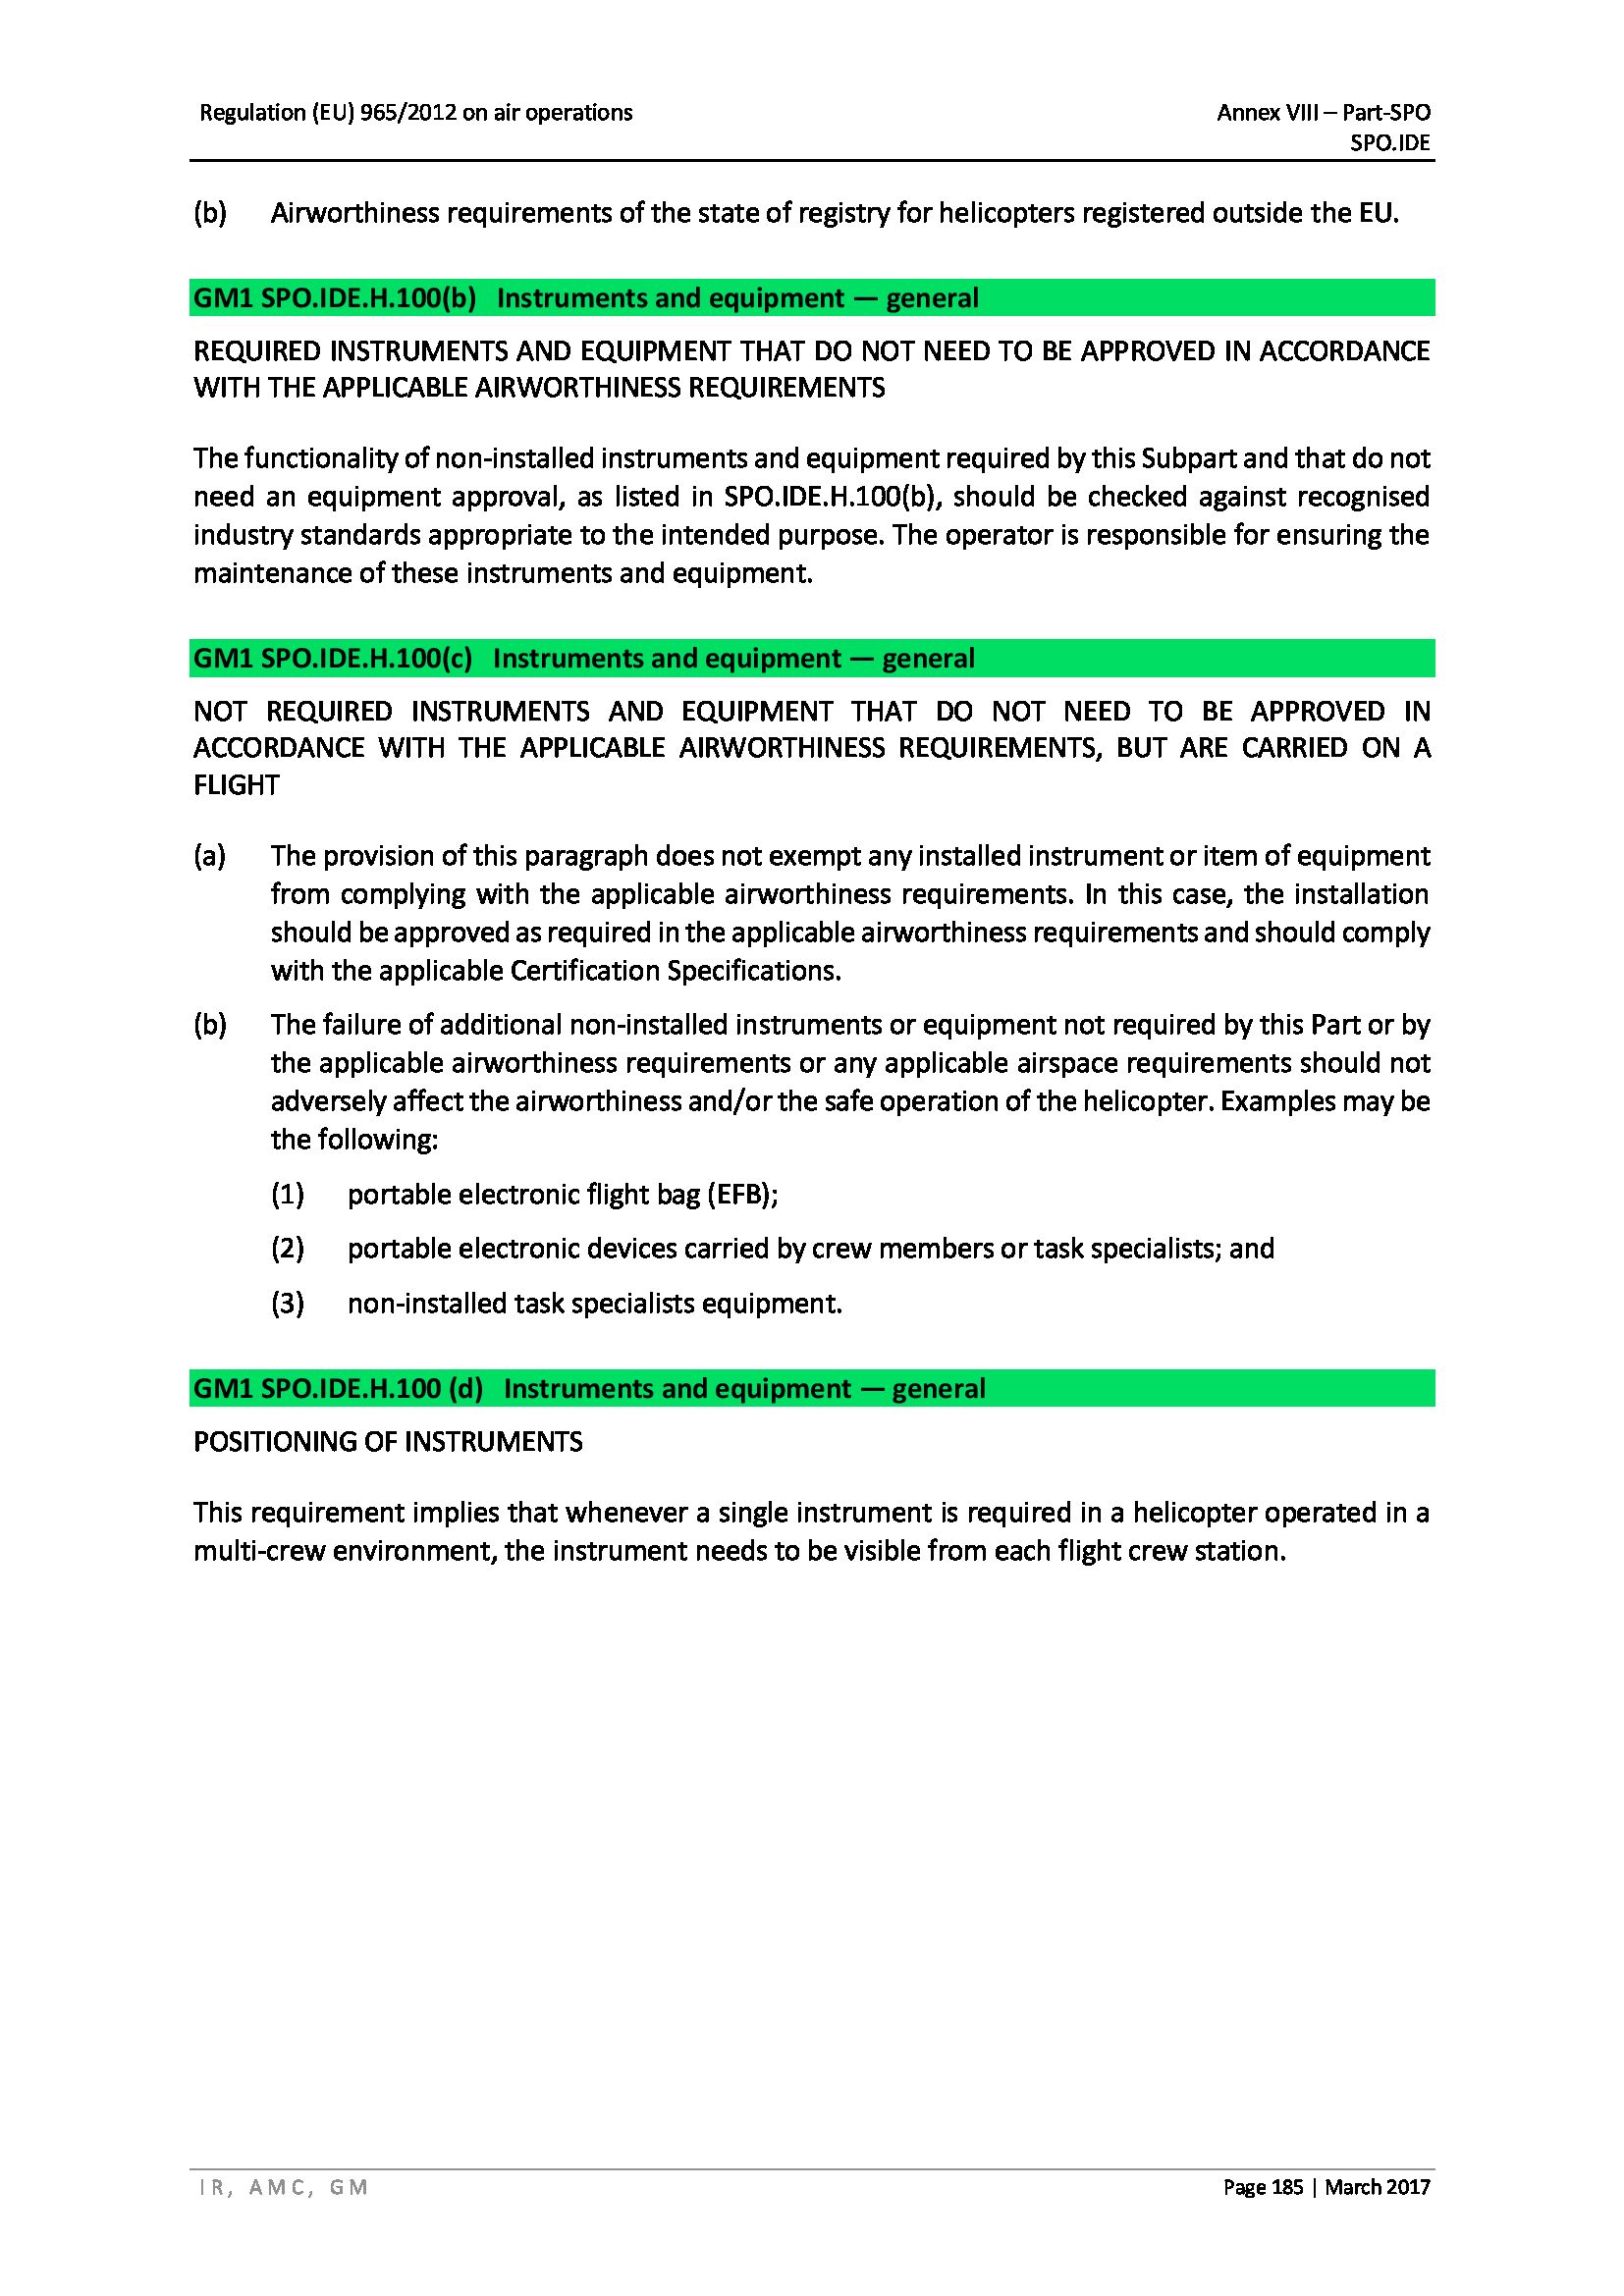 Regulation (EU) 965/2012 on air operations
Annex VIII – Part-SPO
SPO.IDE
(b) Airworthiness requirements of the state of registry for helicopters registered outside the EU.
GM1 SPO.IDE.H.100(b) Instruments and equipment — general
REQUIRED INSTRUMENTS AND EQUIPMENT THAT DO NOT NEED TO BE APPROVED IN ACCORDANCE
WITH THE APPLICABLE AIRWORTHINESS REQUIREMENTS
The functionality of non-installed instruments and equipment required by this Subpart and that do not
need an equipment approval, as listed in SPO.IDE.H.100(b), should be checked against recognised
industry standards appropriate to the intended purpose. The operator is responsible for ensuring the
maintenance of these instruments and equipment.
GM1 SPO.IDE.H.100(c) Instruments and equipment — general
NOT REQUIRED INSTRUMENTS AND EQUIPMENT THAT DO NOT NEED TO BE APPROVED IN
ACCORDANCE WITH THE APPLICABLE AIRWORTHINESS REQUIREMENTS, BUT ARE CARRIED ON A
FLIGHT
(a) The provision of this paragraph does not exempt any installed instrument or item of equipment
from complying with the applicable airworthiness requirements. In this case, the installation
should be approved as required in the applicable airworthiness requirements and should comply
with the applicable Certification Specifications.
(b) The failure of additional non-installed instruments or equipment not required by this Part or by
the applicable airworthiness requirements or any applicable airspace requirements should not
adversely affect the airworthiness and/or the safe operation of the helicopter. Examples may be
the following:
(1) portable electronic flight bag (EFB);
(2) portable electronic devices carried by crew members or task specialists; and
(3) non-installed task specialists equipment.
GM1 SPO.IDE.H.100 (d) Instruments and equipment — general
POSITIONING OF INSTRUMENTS
This requirement implies that whenever a single instrument is required in a helicopter operated in a
multi-crew environment, the instrument needs to be visible from each flight crew station.
IR, AMC, GM
Page 185 | March 2017